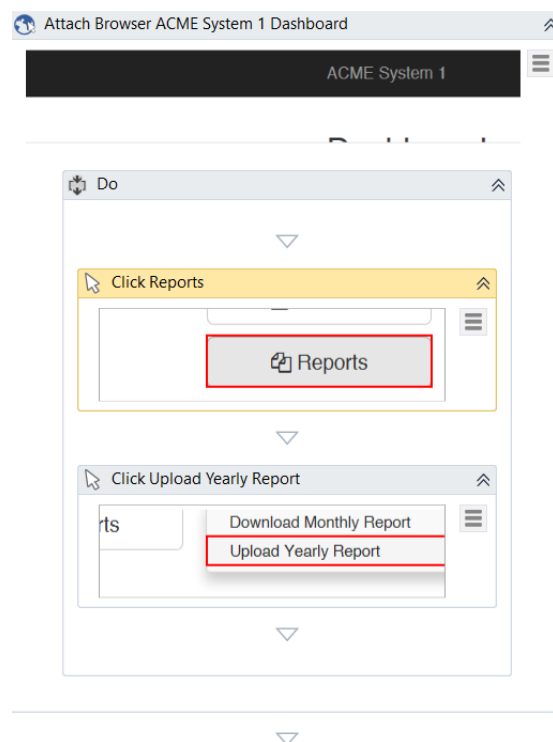 Attach Browser ACME System 1 Dashboard
ACME System 1
Do
Click Reports
Reports
Click Upload Yearly Report
rts
Download Monthly Report
Upload Yearly Report